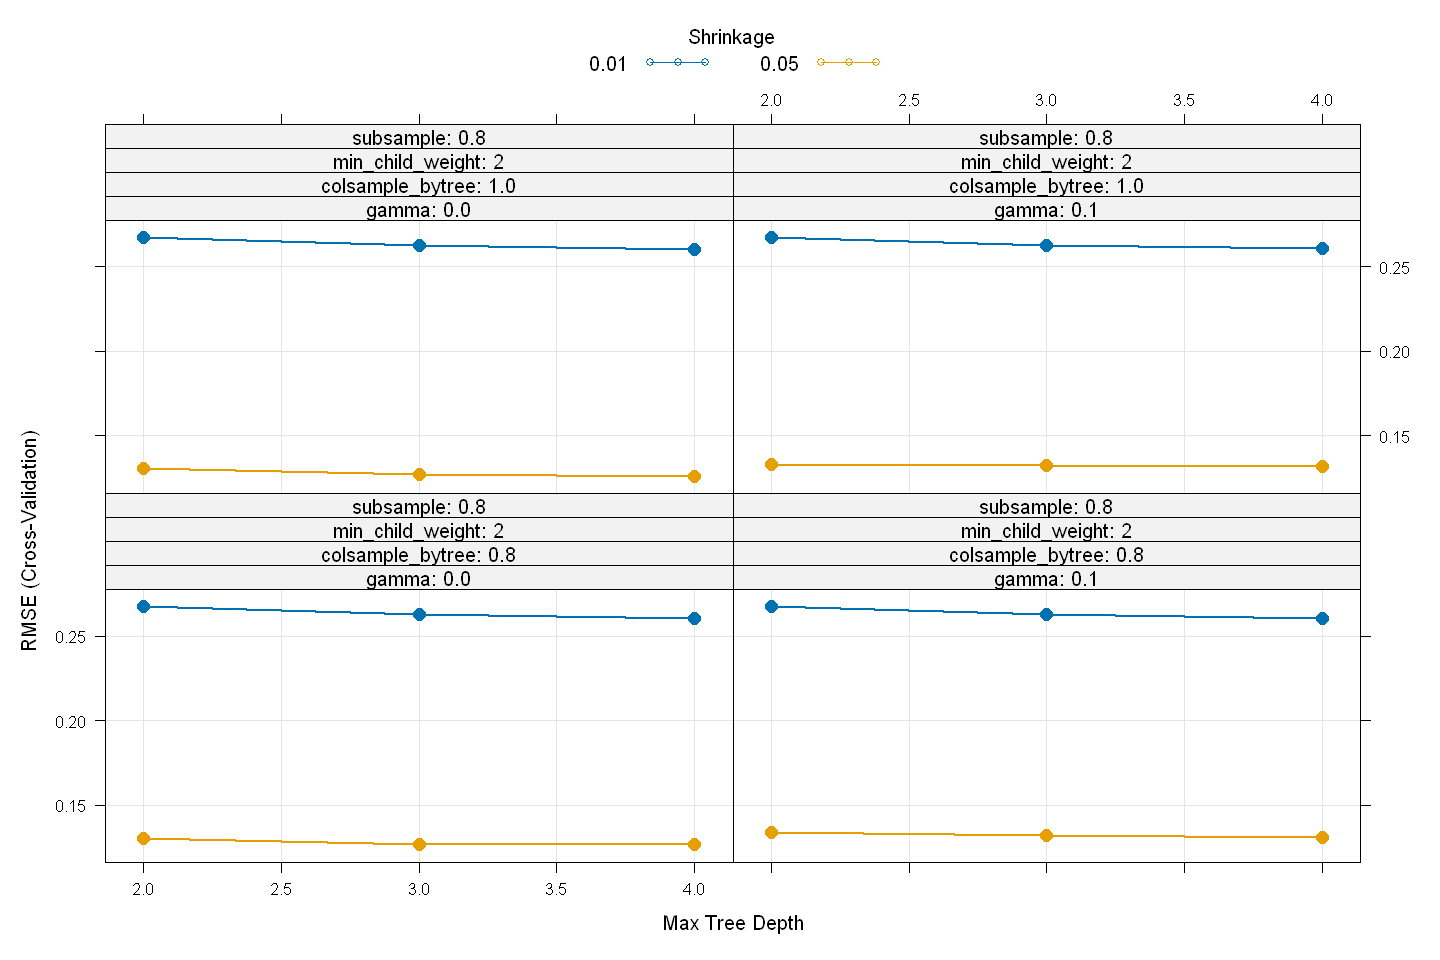 Shrinkage
0.01 0.05
2.0 2.5 3.0 3.5 4.0
subsample: 0.8 subsample: 0.8
min_child_weight: 2 min_child_weight: 2
colsample_bytree: 1.0 colsample_bytree: 1.0
gamma: 0.0 gamma: 0.1
0.25
0.20
0.15
subsample: 0.8 subsample: 0.8
min_child_weight: 2 min_child_weight: 2
colsample_bytree: 0.8 colsample_bytree: 0.8
gamma: 0.0 gamma: 0.1
RMSE (Cross-Validation)
0.25
0.20
0.15
2.0 2.5 3.0 3.5 4.0
Max Tree Depth